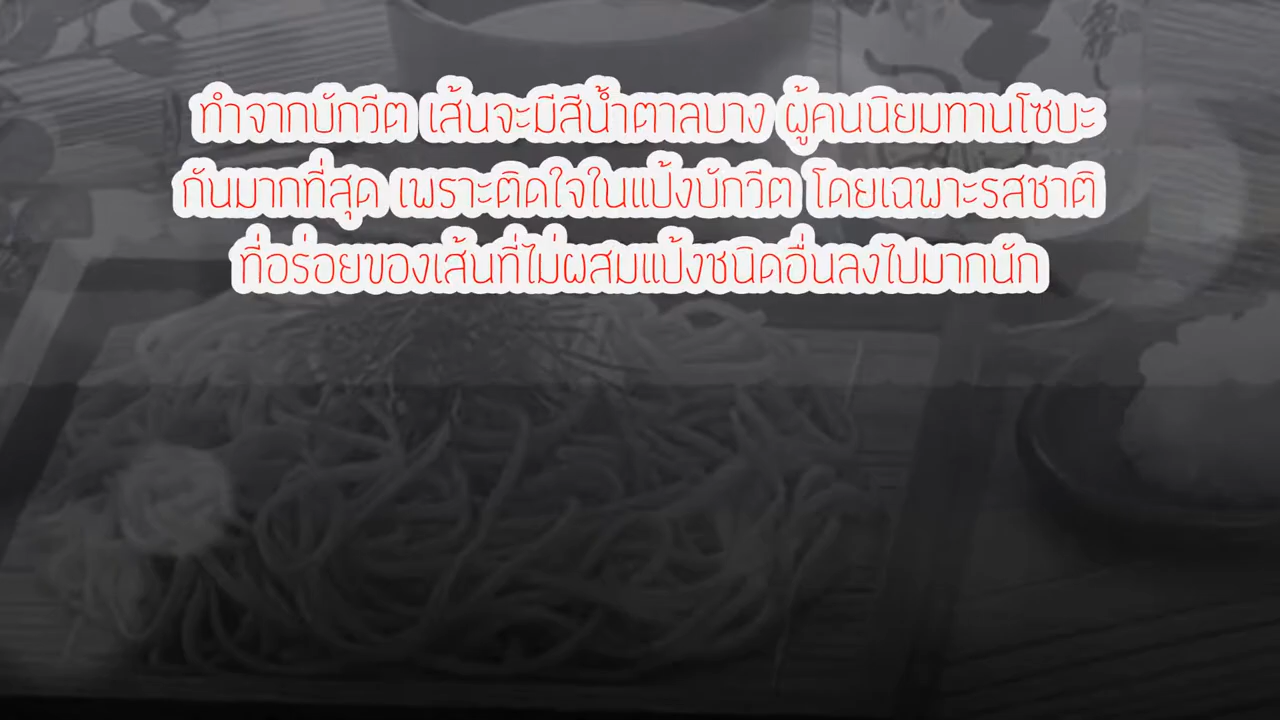 ทำจากบักวีต เส้นจะมีสีน้ำตาลบาง ผู้คนนิยมทานโซบะ
กันมากที่สุด เพราะติดใจในแป้งบักวีต โดยเฉพาะรสชาติ
ที่อร่อยของเส้นที่ไม่ผสมแป้งชนิดอื่นลงไปมากนัก